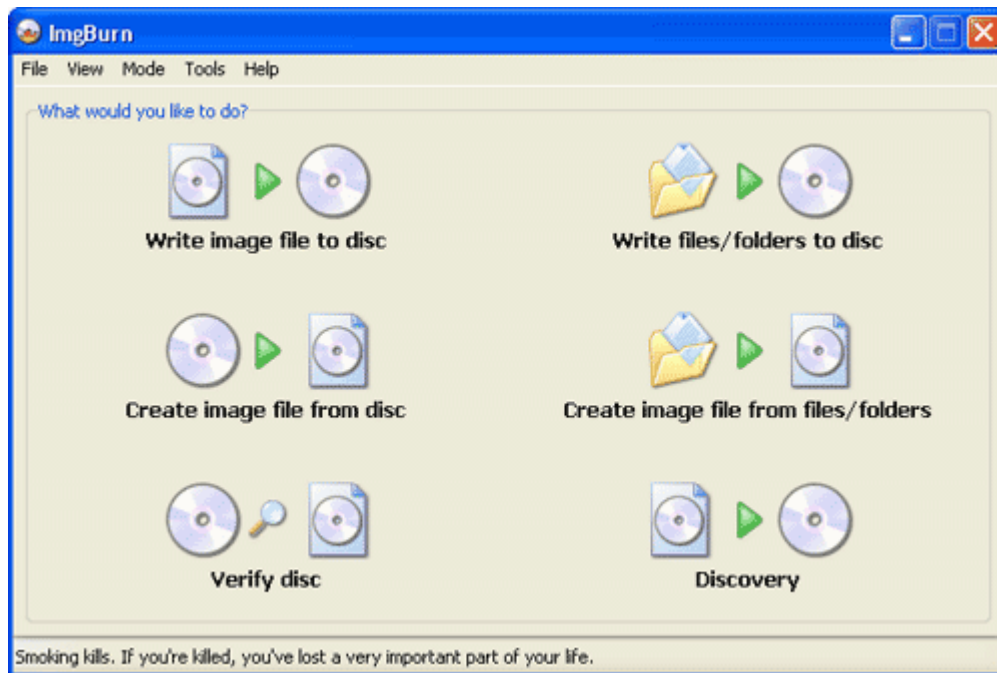 ImgBurn
File View Mode Tools Help
What would you like to do?
Write image file to disc
Write files/folders to disc
Create image file from disc
Create image file from files/folders
Verify disc
Discovery
Smoking kills. If you're killed, you've lost a very important part of your life.